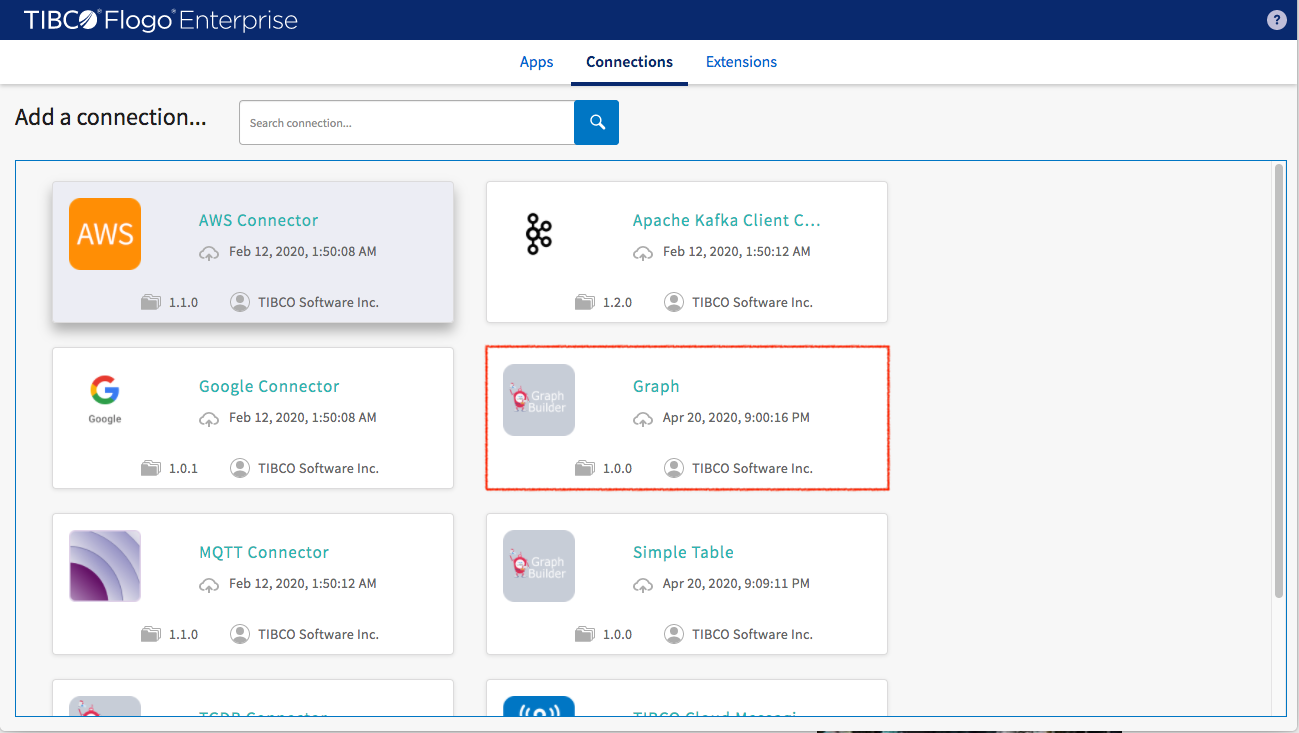 TIBCO® Flogo® Enterprise
?
Apps
Connections
Extensions
Add a connection...
Search connection...
AWS
AWS Connector
Feb 12, 2020, 1:50:08 AM
1.1.0
TIBCO Software Inc.
Apache Kafka Client C...
Feb 12, 2020, 1:50:12 AM
1.2.0
TIBCO Software Inc.
Google
Google Connector
Feb 12, 2020, 1:50:08 AM
1.0.1
TIBCO Software Inc.
Graph
Builder
Graph
Apr 20, 2020, 9:00:16 PM
1.0.0
TIBCO Software Inc.
MQTT Connector
Feb 12, 2020, 1:50:12 AM
1.1.0
TIBCO Software Inc.
Graph
Builder
Simple Table
Apr 20, 2020, 9:09:11 PM
1.0.0
TIBCO Software Inc.
TGDB Connector
TIBCO Cloud Messagi